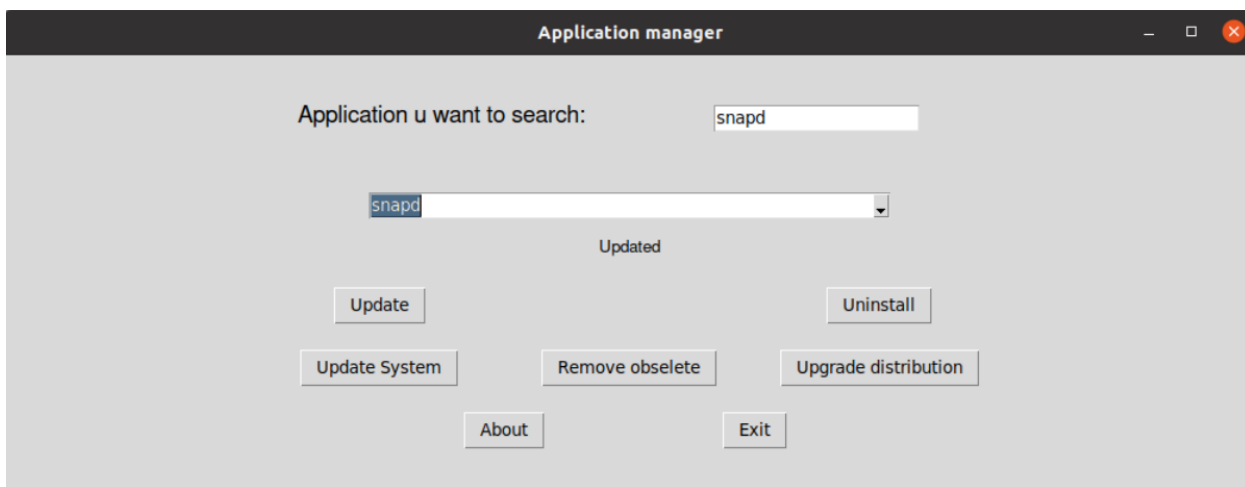 Application manager
Application u want to search: snapd
snapd
Updated
Update Uninstall
Update System Remove obselete Upgrade distribution
About Exit